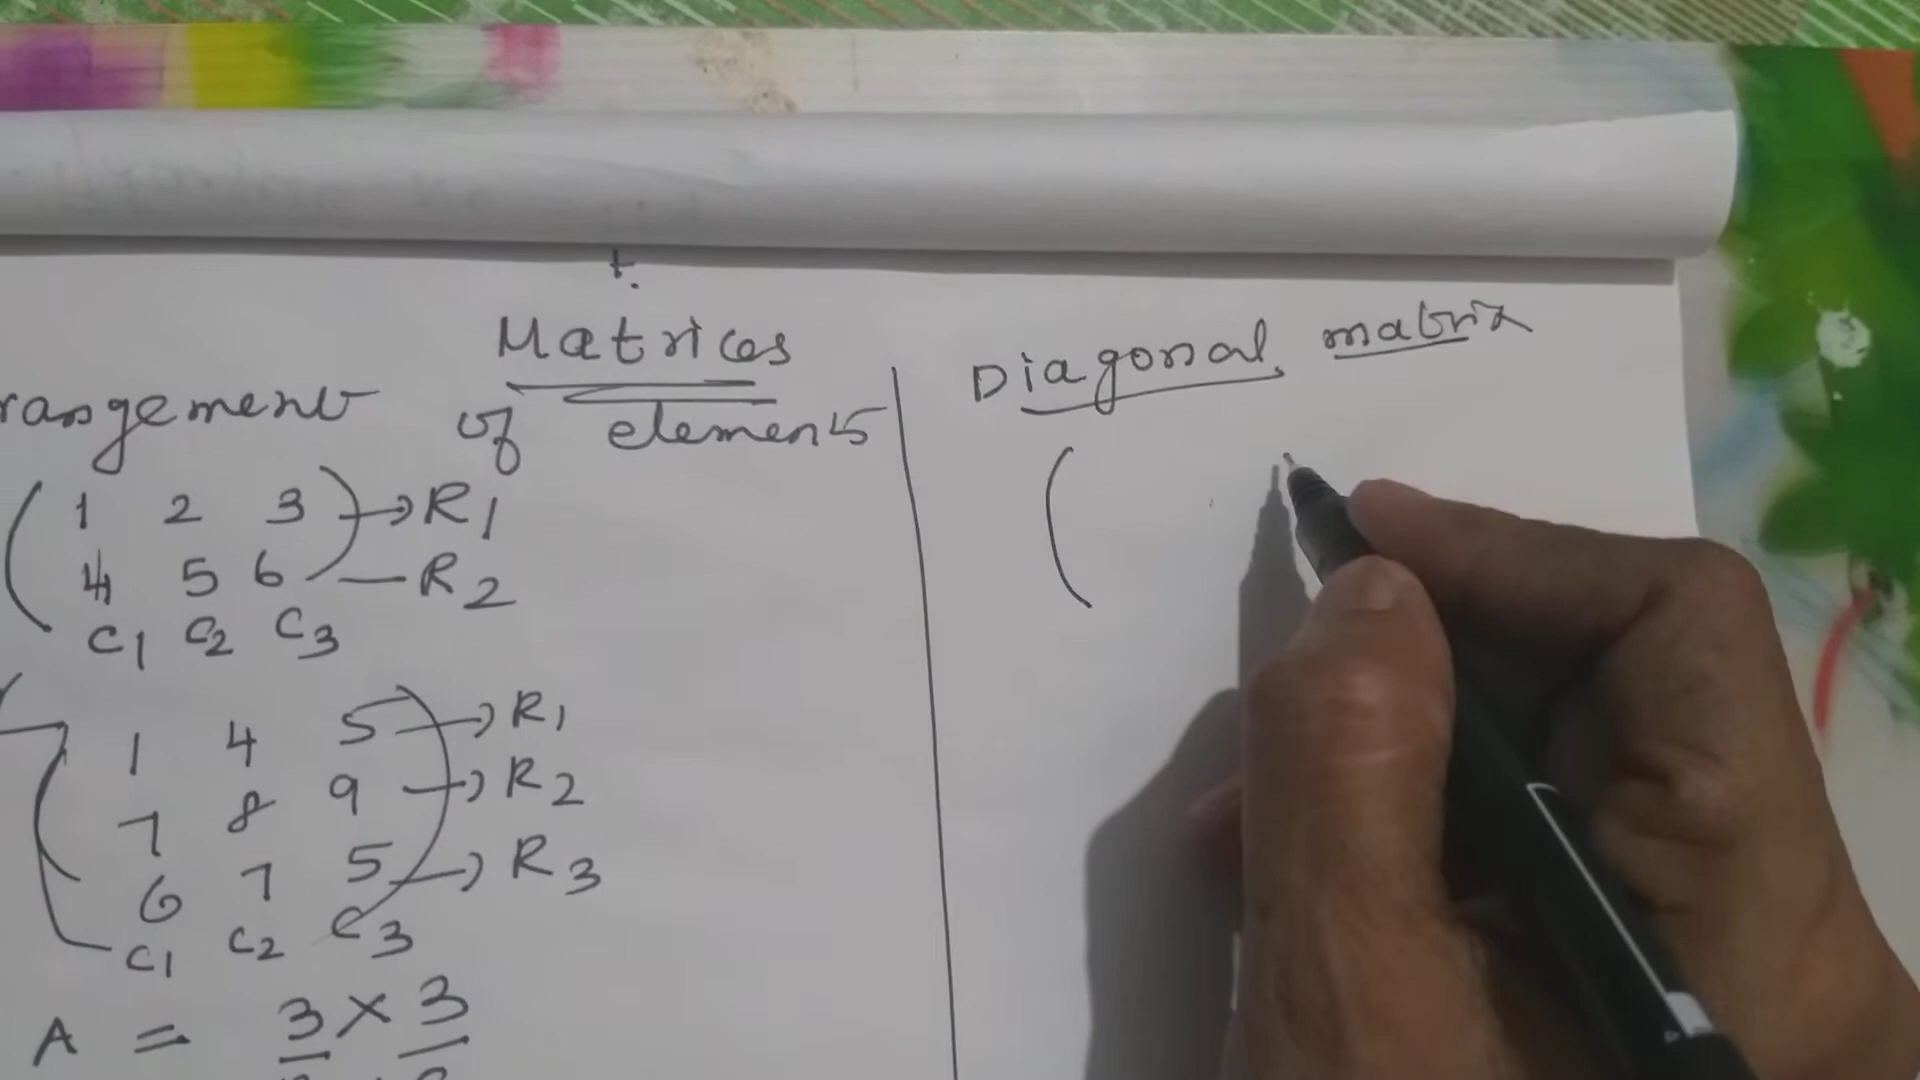 Matrices
rangement of elements
( 1 2 3 ) → R1
4 5 6 — R2
C1 C2 C3
( 1 4 5 ) → R1
7 8 9 → R2
6 7 5 → R3
C1 C2 C3
A = 3 × 3
Diagonal matrix
(